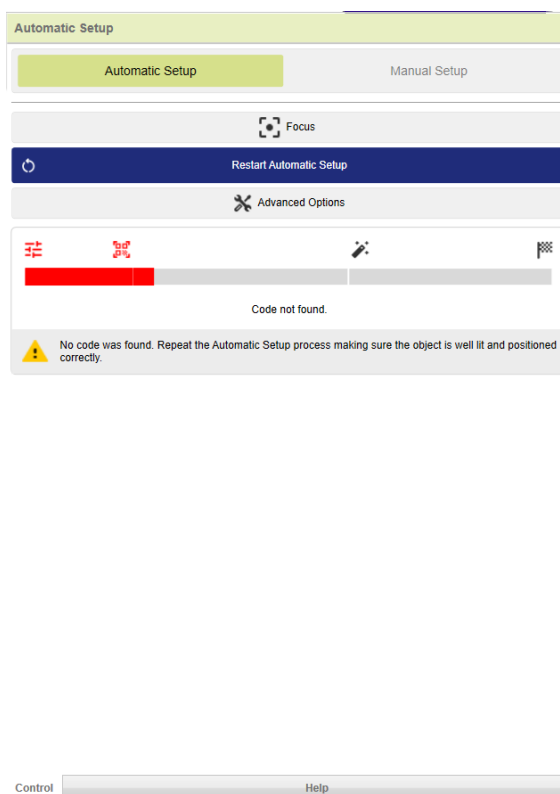 Automatic Setup
Automatic Setup
Manual Setup
Focus
Restart Automatic Setup
Advanced Options
Code not found.
No code was found. Repeat the Automatic Setup process making sure the object is well lit and positioned
correctly.
Control
Help